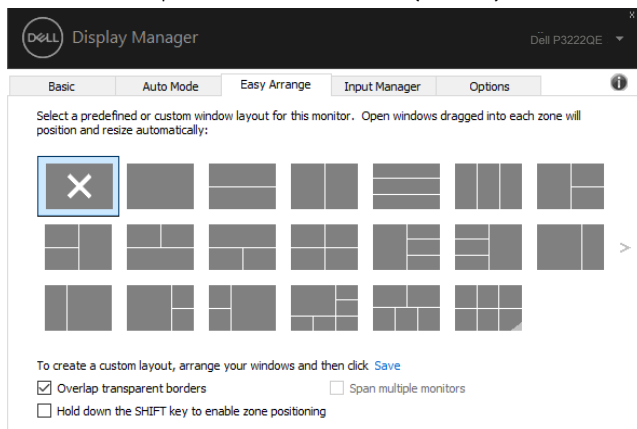 DELL Display Manager
Dell P3222QE
Basic Auto Mode Easy Arrange Input Manager Options
Select a predefined or custom window layout for this monitor. Open windows dragged into each zone will
position and resize automatically:
To create a custom layout, arrange your windows and then click Save
Overlap transparent borders
Span multiple monitors
Hold down the SHIFT key to enable zone positioning